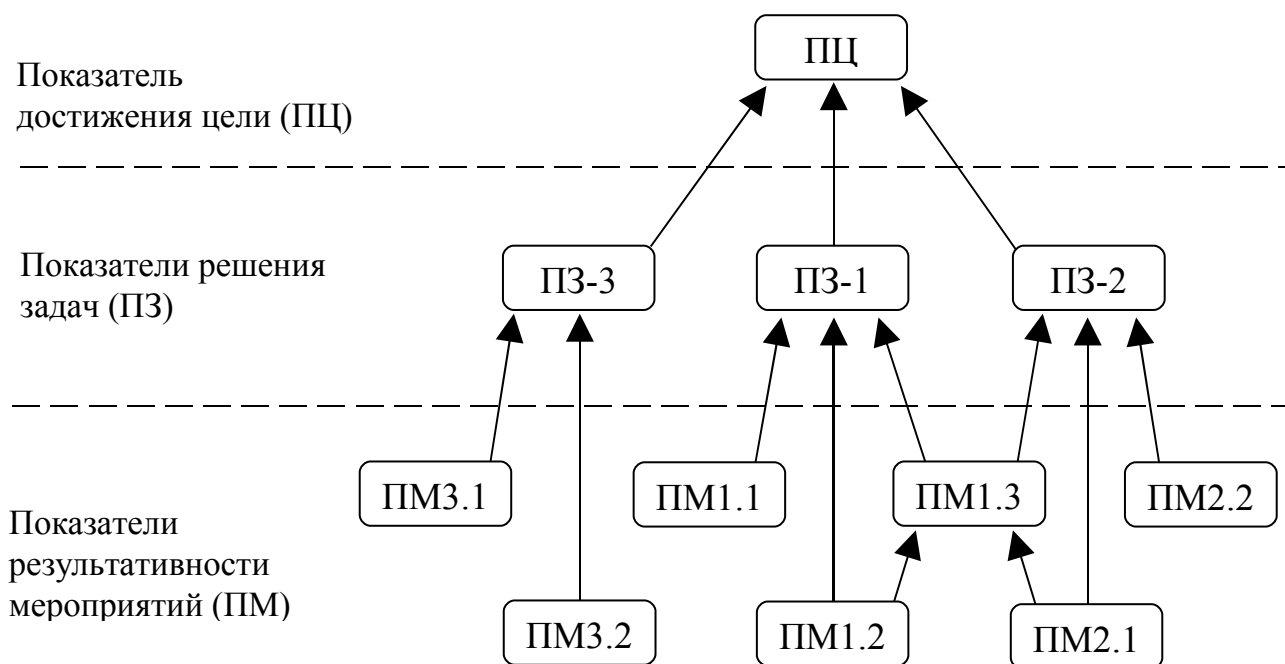 ПЦ
Показатель
достижения цели (ПЦ)
Показатели решения
задач (ПЗ)
ПЗ-3
ПЗ-1
ПЗ-2
ПМ3.1
ПМ1.1
ПМ1.3
ПМ2.2
Показатели
результативности
мероприятий (ПМ)
ПМ3.2
ПМ1.2
ПМ2.1